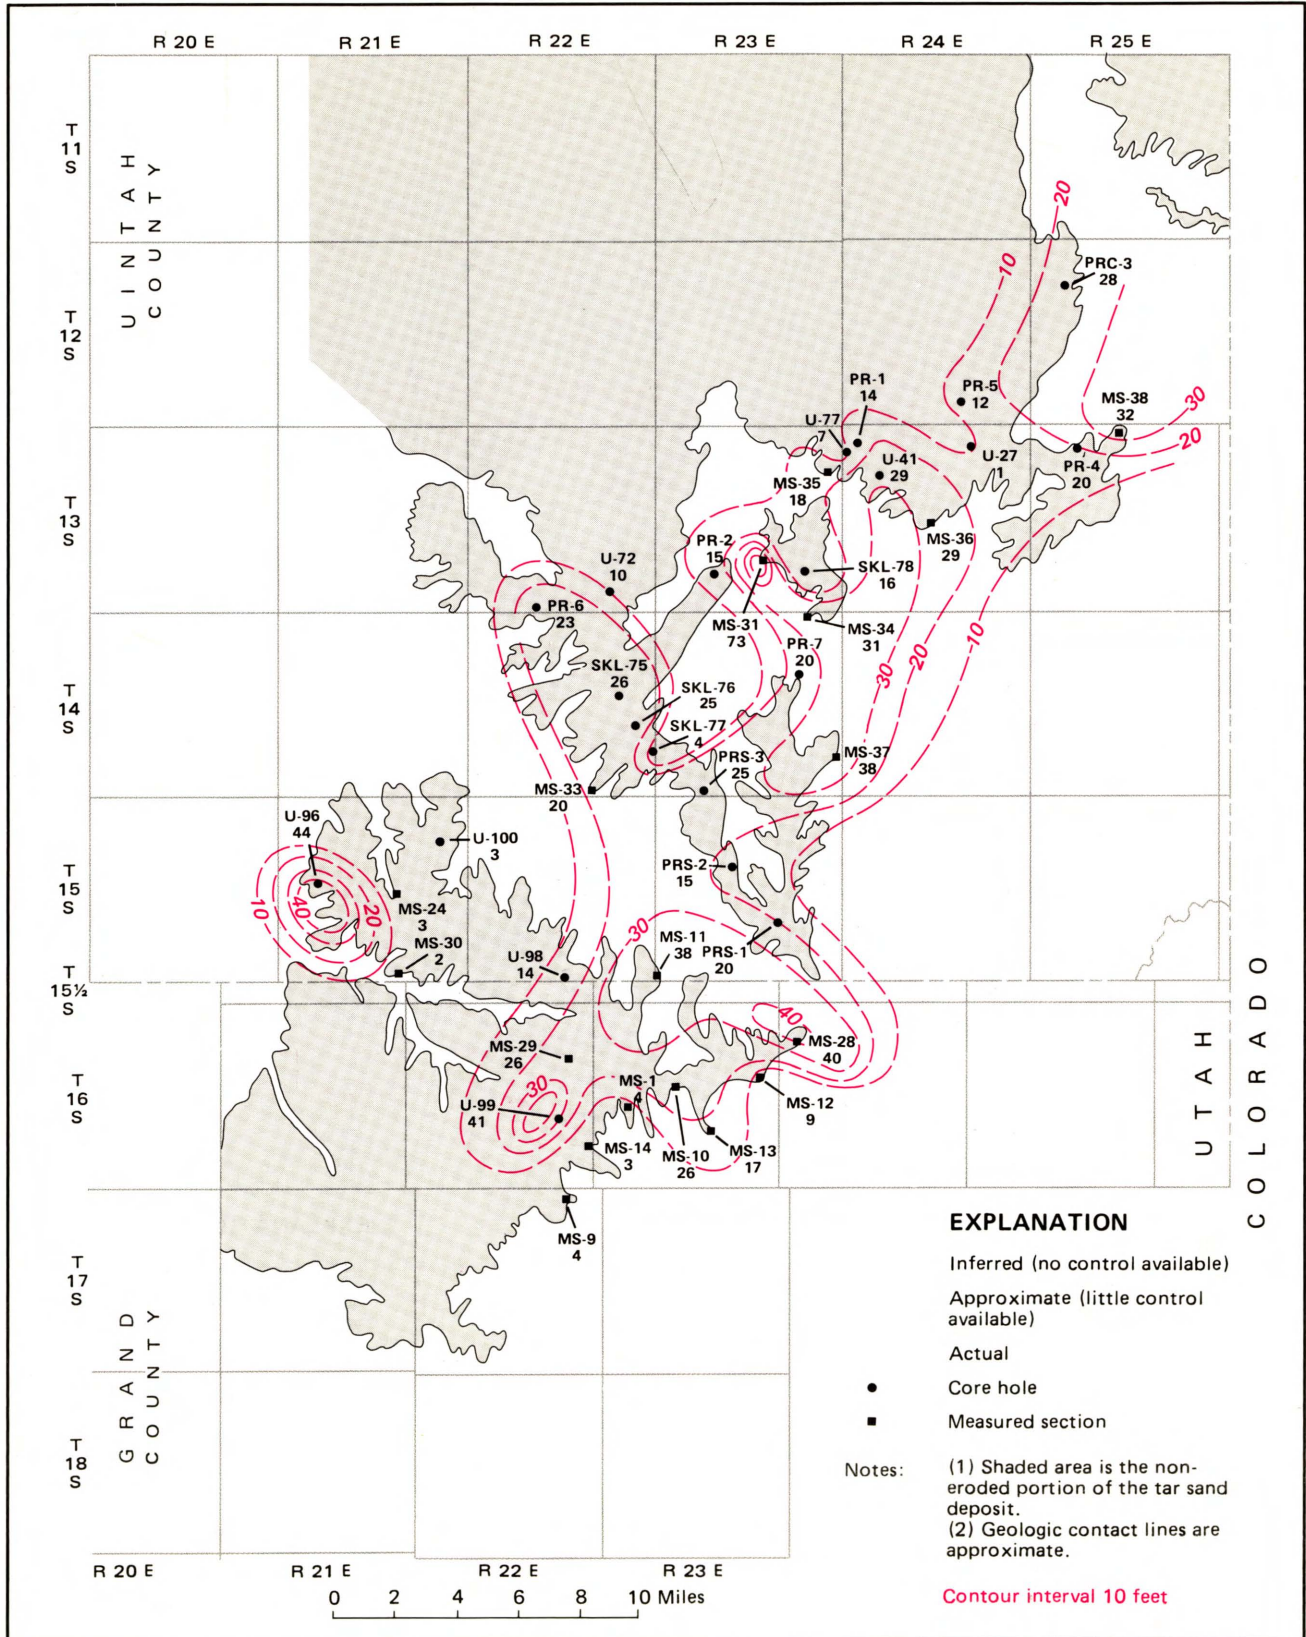 R 20 E R 21 E R 22 E R 23 E R 24 E R 25 E
T
11
S
UINTAH
COUNTY
20
10
PRC-3
28
T
12
S
PR-1
14
PR-5
12
30
MS-38
32
U-77
7
20
U-41
29
U-27
1
PR-4
20
MS-35
18
T
13
S
MS-36
29
PR-2
15
U-72
10
SKL-78
16
PR-6
23
MS-31
73
MS-34
31
10
PR-7
20
20
30
SKL-75
26
SKL-76
25
T
14
S
SKL-77
4
MS-37
38
PRS-3
25
MS-33
20
U-96
44
U-100
3
PRS-2
15
T
15
S
40
10
20
MS-24
3
30
MS-11
38
PRS-1
20
MS-30
2
U-98
14
T
15½
S
40
MS-28
40
MS-29
26
UTAH
COLORADO
T
16
S
30
MS-1
4
U-99
41
MS-12
9
MS-14
3
MS-10
26
MS-13
17
MS-9
4
T
17
S
GRAND
COUNTY
T
18
S
EXPLANATION
Inferred (no control available)
Approximate (little control
available)
Actual
Core hole
Measured section
Notes: (1) Shaded area is the non-
eroded portion of the tar sand
deposit.
(2) Geologic contact lines are
approximate.
Contour interval 10 feet
R 20 E R 21 E R 22 E R 23 E
0 2 4 6 8 10 Miles